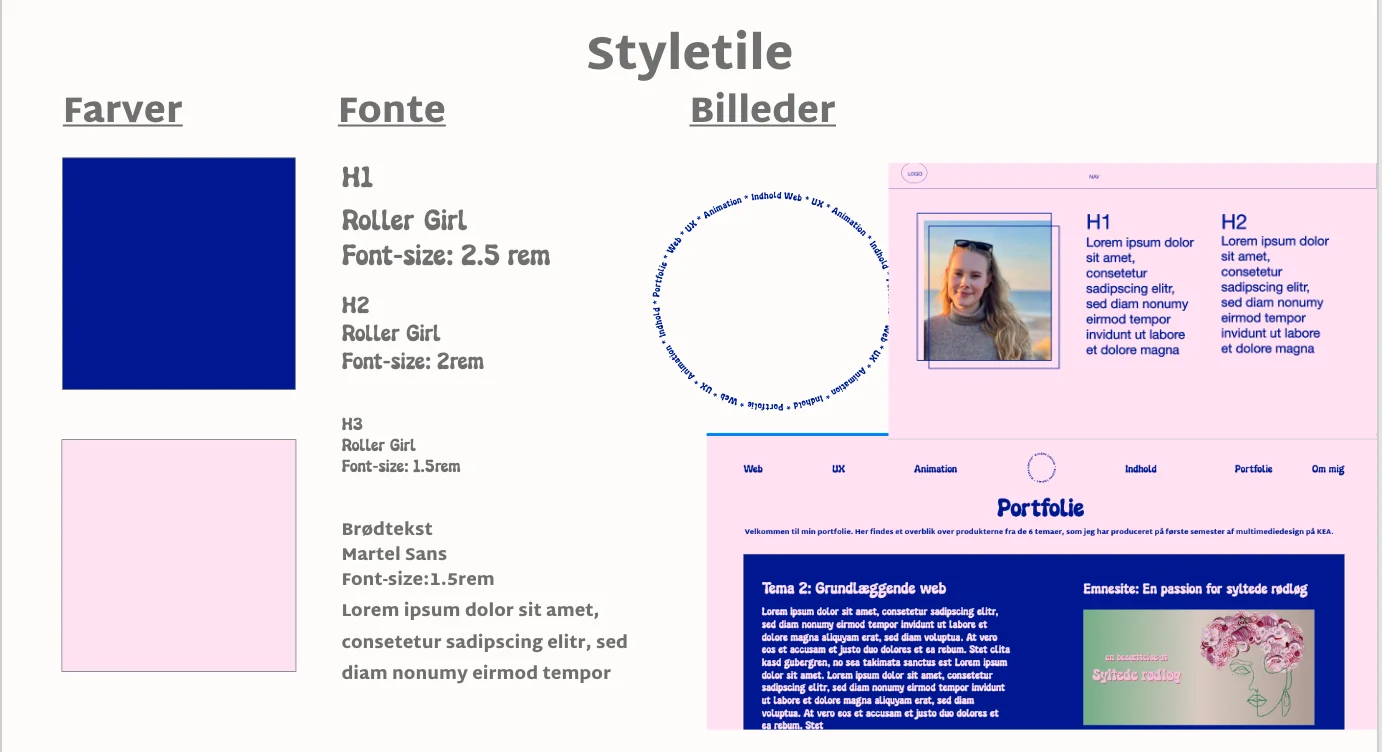 Styletile
Farver
Fonte
Billeder
H1
Roller Girl
Font-size: 2.5 rem
H2
Roller Girl
Font-size: 2rem
H3
Roller Girl
Font-size: 1.5rem
Brødtekst
Martel Sans
Font-size:1.5rem
Lorem ipsum dolor sit amet,
consetetur sadipscing elitr, sed
diam nonumy eirmod tempor
Indhold Web * UX * Animation * Indhold * Web * UX * Animation * Indhold * Portfolie * Web * UX * Animation * Indhold * Portfolie * Web * UX * Animation *
LOGO
NAV
H1
Lorem ipsum dolor
sit amet,
consetetur
sadipscing elitr,
sed diam nonumy
eirmod tempor
invidunt ut labore
et dolore magna
H2
Lorem ipsum dolor
sit amet,
consetetur
sadipscing elitr,
sed diam nonumy
eirmod tempor
invidunt ut labore
et dolore magna
Web
UX
Animation
Indhold
Portfolie
Om mig
Portfolie
Velkommen til min portfolie. Her findes et overblik over produkterne fra de 6 temaer, som jeg har produceret på første semester af multimediedesign på KEA.
Tema 2: Grundlæggende web
Lorem ipsum dolor sit amet, consetetur sadipscing elitr,
sed diam nonumy eirmod tempor invidunt ut labore et
dolore magna aliquyam erat, sed diam voluptua. At vero
eos et accusam et justo duo dolores et ea rebum. Stet clita
kasd gubergren, no sea takimata sanctus est Lorem ipsum
dolor sit amet. Lorem ipsum dolor sit amet, consetetur
sadipscing elitr, sed diam nonumy eirmod tempor invidunt
ut labore et dolore magna aliquyam erat, sed diam
voluptua. At vero eos et accusam et justo duo dolores et
ea rebum. Stet
Emnesite: En passion for syltede rødløg
Syltede rødløg